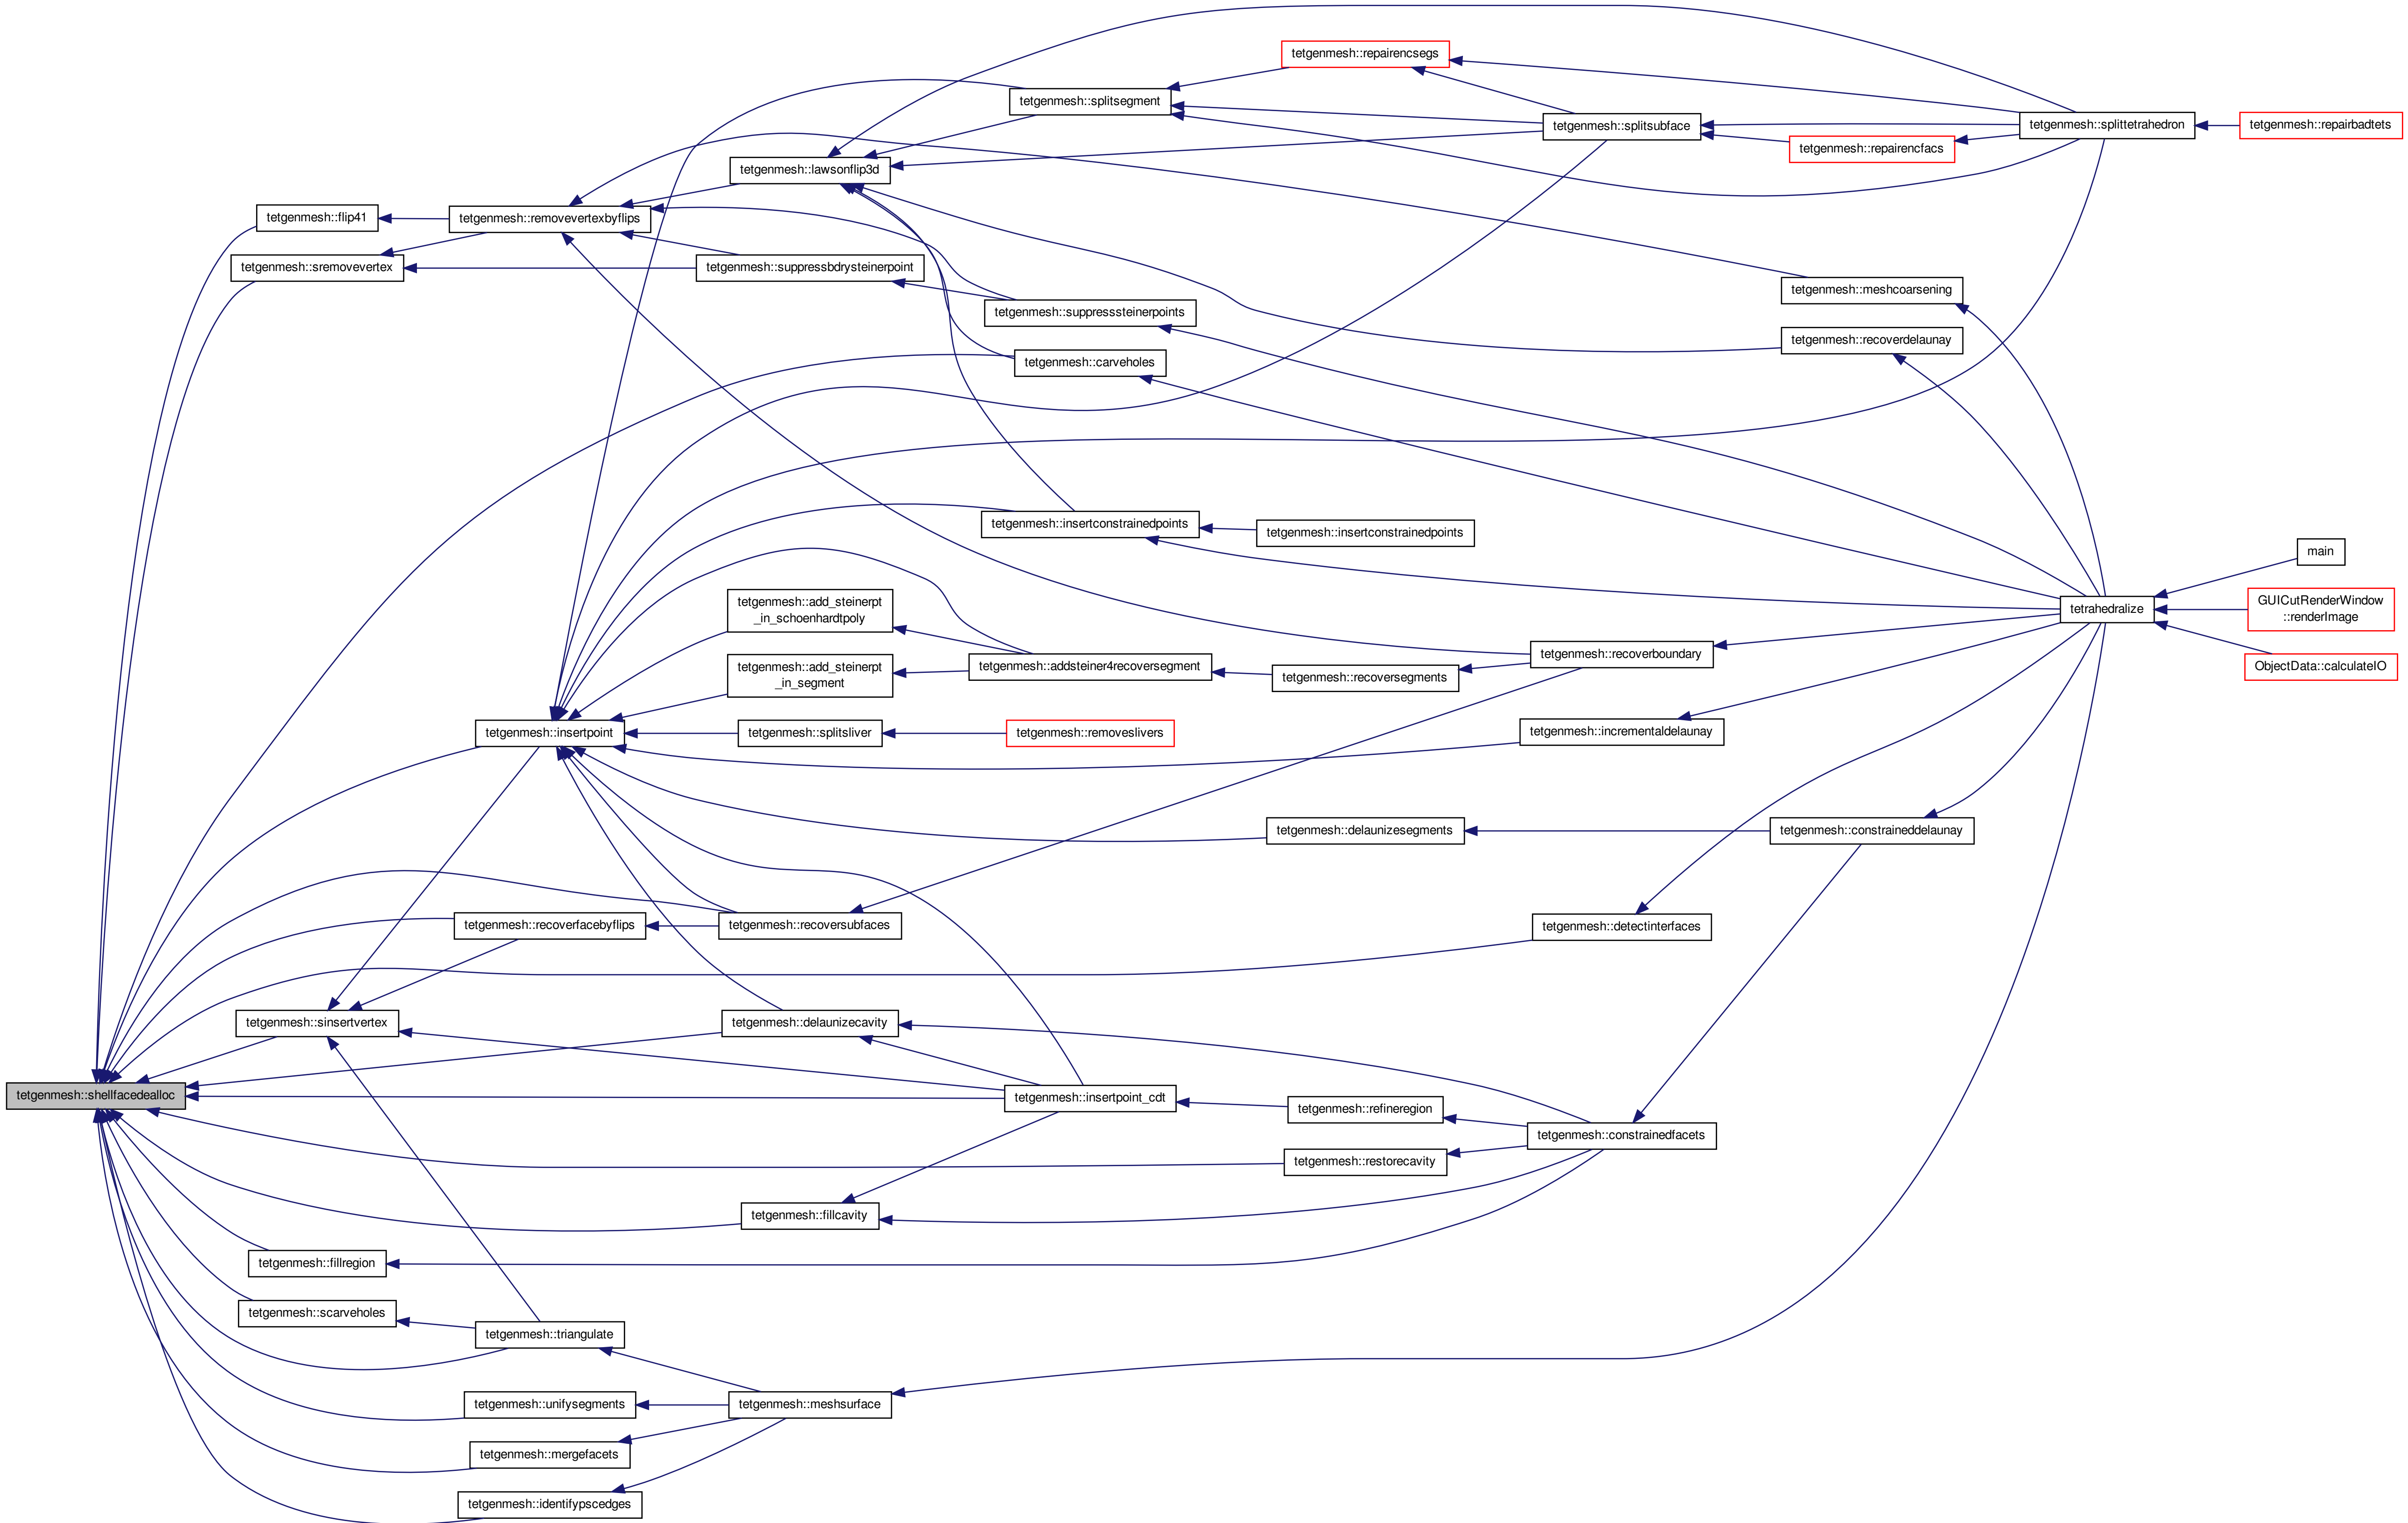 tetgenmesh::repairencsegs
tetgenmesh::splitsegment
tetgenmesh::splitsubface
tetgenmesh::splittetrahedron
tetgenmesh::repairbadtets
tetgenmesh::repairencfacs
tetgenmesh::lawsonflip3d
tetgenmesh::flip41
tetgenmesh::removevertexbyflips
tetgenmesh::sremovevertex
tetgenmesh::suppressbdrysteinerpoint
tetgenmesh::meshcoarsening
tetgenmesh::suppresssteinerpoints
tetgenmesh::recoverdelaunay
tetgenmesh::carveholes
tetgenmesh::insertconstrainedpoints
tetgenmesh::insertconstrainedpoints
main
tetgenmesh::add_steinerpt
_in_schoenhardtpoly
tetrahedralize
GUICutRenderWindow
::renderImage
tetgenmesh::recoverboundary
tetgenmesh::add_steinerpt
_in_segment
tetgenmesh::addsteiner4recoversegment
tetgenmesh::recoversegments
ObjectData::calculateIO
tetgenmesh::insertpoint
tetgenmesh::splitsliver
tetgenmesh::removeslivers
tetgenmesh::incrementaldelaunay
tetgenmesh::delaunizesegments
tetgenmesh::constraineddelaunay
tetgenmesh::recoverfacebyflips
tetgenmesh::recoversubfaces
tetgenmesh::detectinterfaces
tetgenmesh::sinsertvertex
tetgenmesh::delaunizecavity
tetgenmesh::shellfacedealloc
tetgenmesh::insertpoint_cdt
tetgenmesh::refineregion
tetgenmesh::constrainedfacets
tetgenmesh::restorecavity
tetgenmesh::fillcavity
tetgenmesh::fillregion
tetgenmesh::scarveholes
tetgenmesh::triangulate
tetgenmesh::unifysegments
tetgenmesh::meshsurface
tetgenmesh::mergefacets
tetgenmesh::identifypscedges